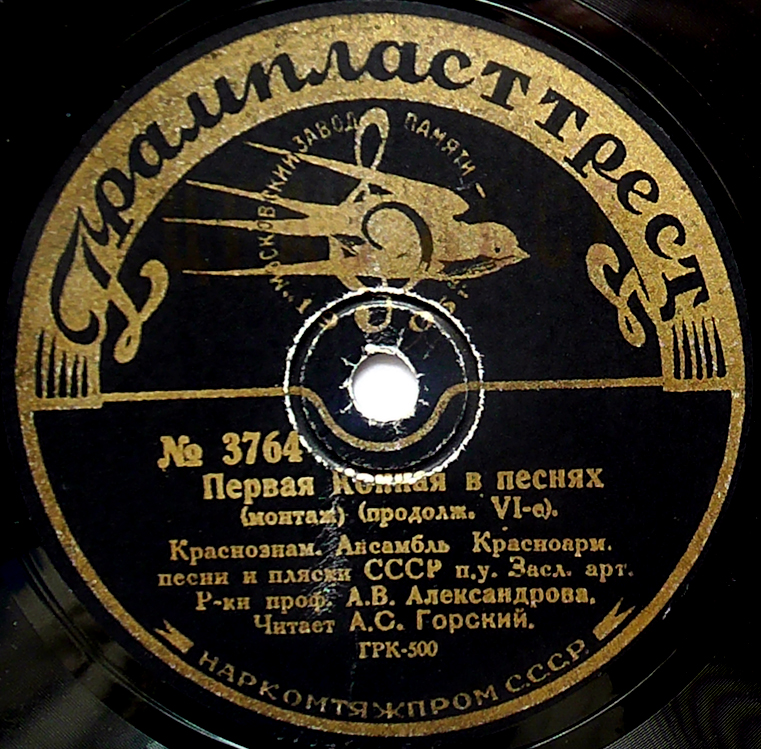 Грампласттрест
"МОСКОВСКИЙ ЗАВОД ПАМЯТИ
№ 3764
Первая Конная в песнях
(монтаж) (продолж. VI-е).
Краснознам. Ансамбль Красноарм.
песни и пляски СССР п.у. Засл. арт.
Р-ки проф. А.В. Александрова.
Читает А.С. Горский.
ГРК-500
НАРКОМТЯЖПРОМ С.С.С.Р.